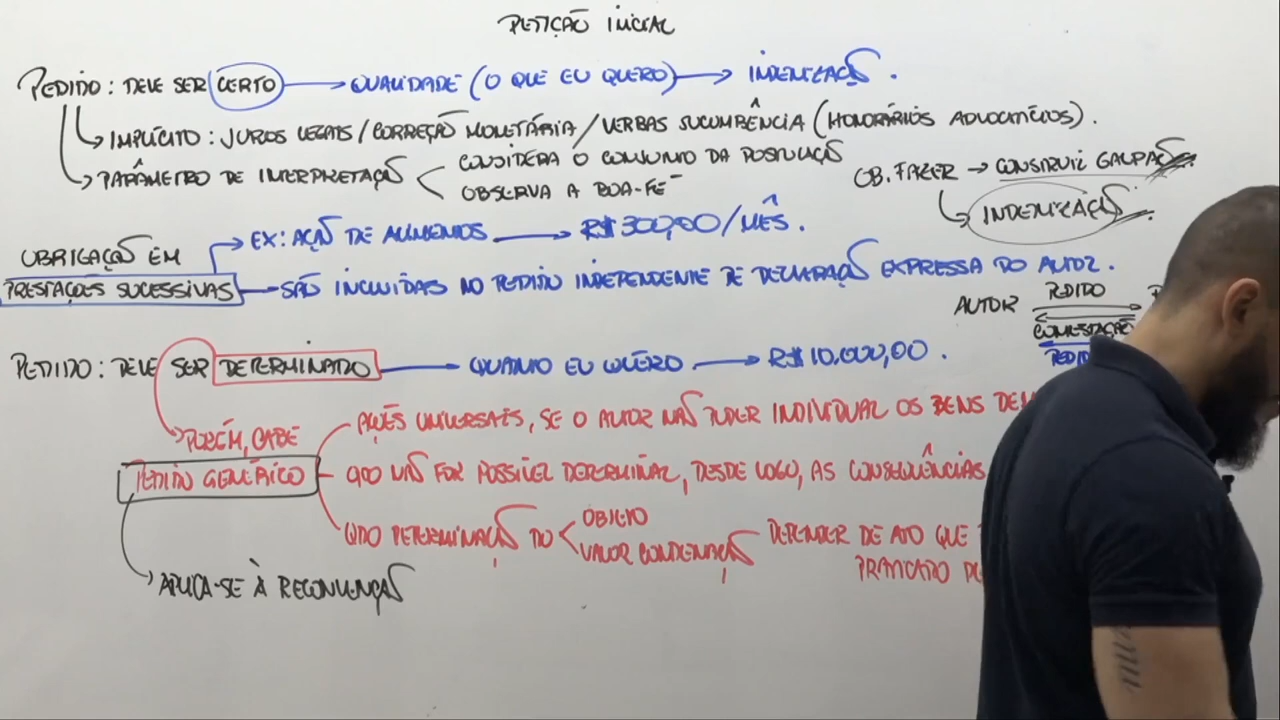 PETIÇÃO INICIAL
PEDIDO: DEVE SER CERTO → QUALIDADE (O QUE EU QUERO) → INDENIZAÇÃO.
IMPLÍCITO: JUROS LEGAIS / CORREÇÃO MONETÁRIA / VERBAS SUCUMBÊNCIA (HONORÁRIOS ADVOCATÍCIOS).
PARÂMETRO DE INTERPRETAÇÃO
CONSIDERA O CONJUNTO DA POSTULAÇÃO
OBSERVA A BOA-FÉ
OB. FAZER → CONSTRUIR GALPÃO
INDENIZAÇÃO
OBRIGAÇÃO EM
PRESTAÇÕES SUCESSIVAS
EX: AÇÃO DE ALIMENTOS → R$300,00/MÊS.
SÃO INCLUÍDAS NO PEDIDO INDEPENDENTE DE DECLARAÇÃO EXPRESSA DO AUTOR.
AUTOR PEDIDO
CONTESTAÇÃO
PEDID
PEDIDO: DEVE SER DETERMINADO → QUANTO EU QUERO → R$10.000,00.
PORÉM, CABE
PEDIDO GENÉRICO
AÇÕES UNIVERSAIS, SE O AUTOR NÃO PUDER INDIVIDUAR OS BENS DEM
QDO NÃO FOR POSSÍVEL DETERMINAR, DESDE LOGO, AS CONSEQUÊNCIAS
QDO DETERMINAÇÃO DO
OBJETO
VALOR CONDENAÇÃO
DEPENDER DE ATO QUE
PRATICADO PE
APLICA-SE À RECONVENÇÃO